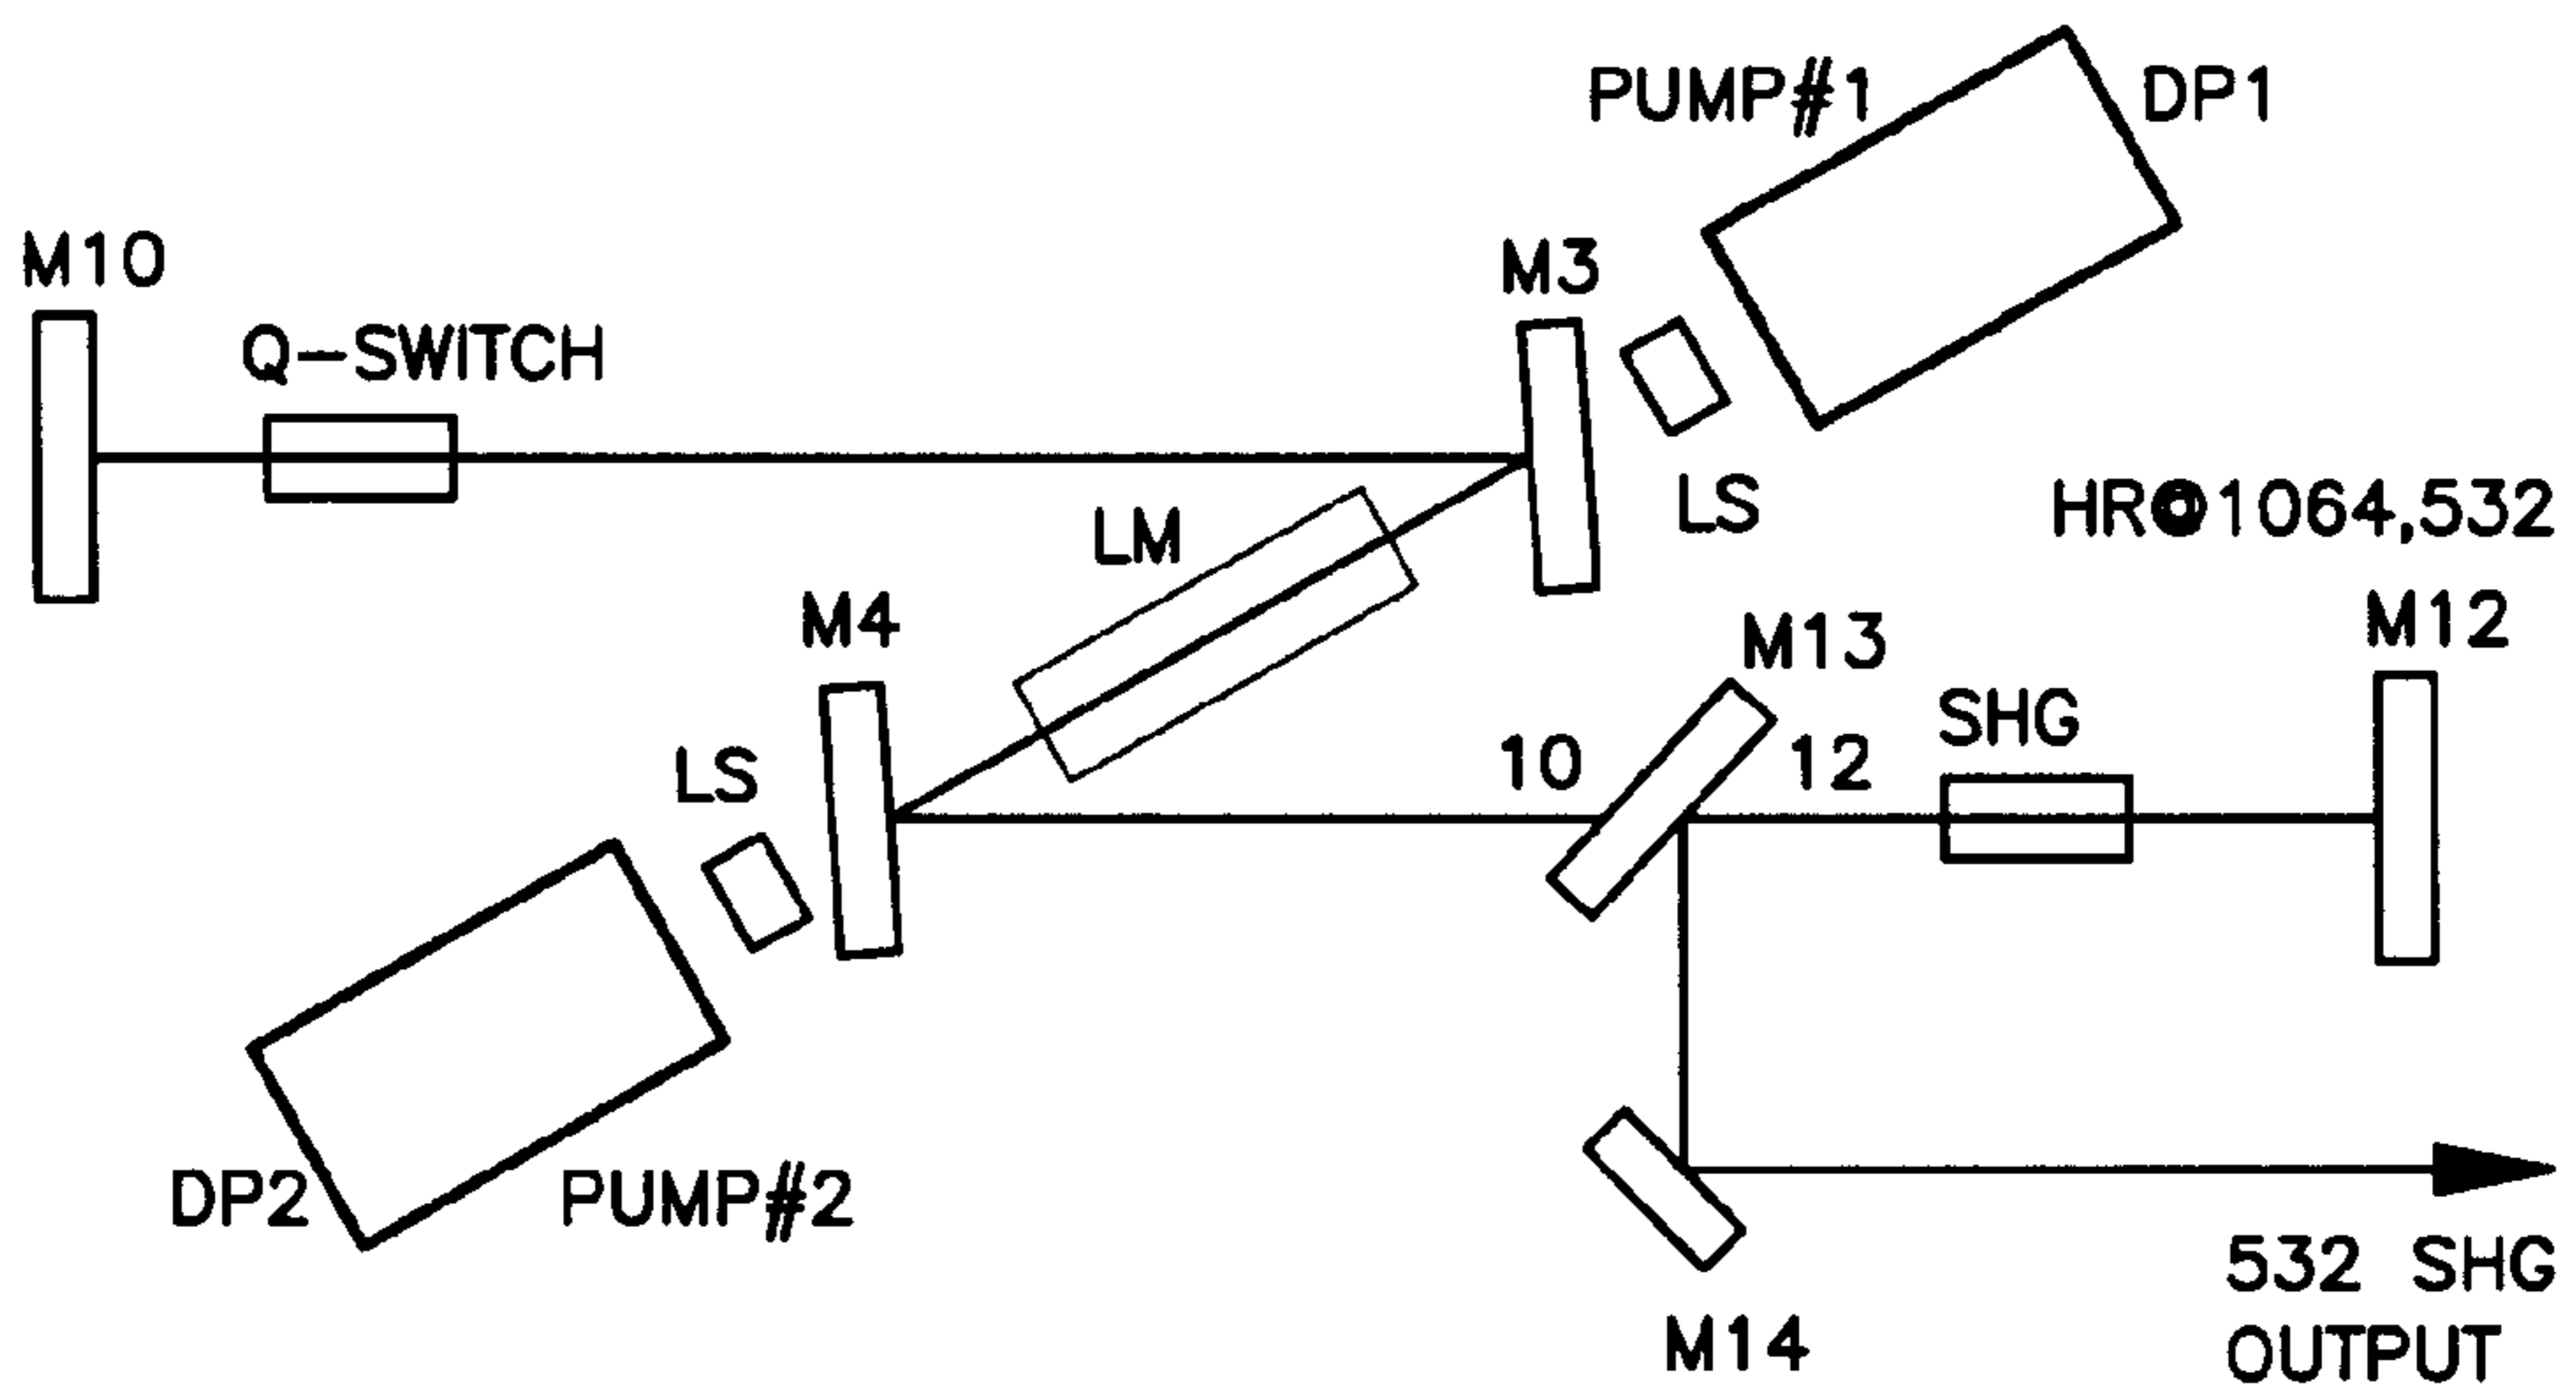 PUMP#1
DP1
M10
M3
Q-SWITCH
LS
HR@1064,532
LM
M4
M12
M13
SHG
LS
10
12
DP2
PUMP#2
532 SHG
OUTPUT
M14